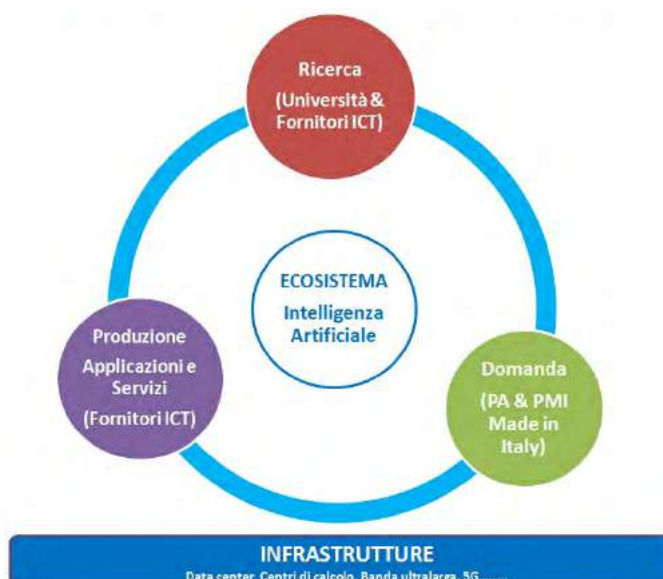 Ricerca
(Università &
Fornitori ICT)
ECOSISTEMA
Intelligenza
Artificiale
Produzione
Applicazioni e
Servizi
(Fornitori ICT)
Domanda
(PA & PMI
Made in
Italy)
INFRASTRUTTURE
Data center, Centri di calcolo, Banda ultralarga, 5G .......